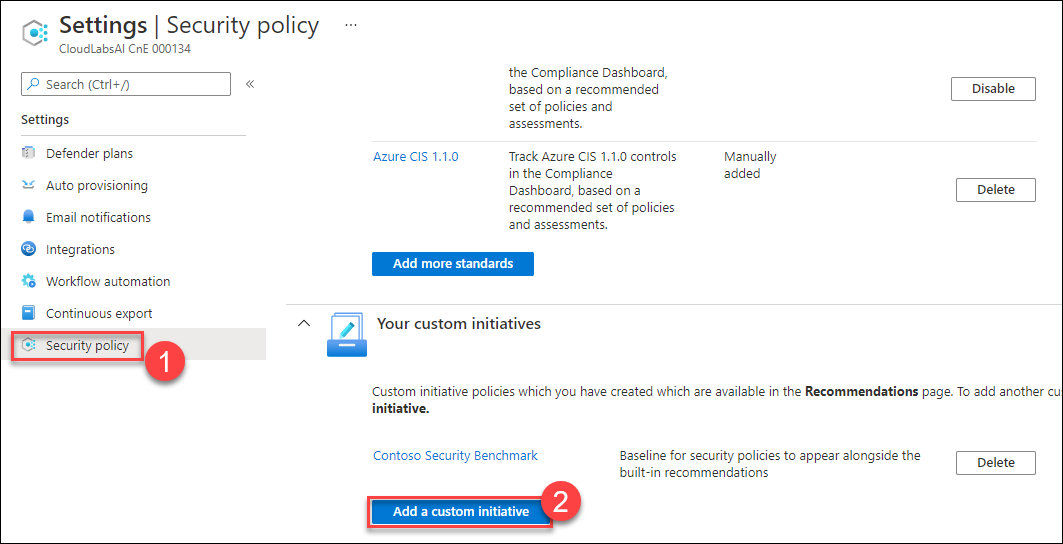 Settings | Security policy ...
CloudLabsAI CnE 000134
Search (Ctrl+/)
«
Settings
Defender plans
Auto provisioning
Email notifications
Integrations
Workflow automation
Continuous export
Security policy
1
the Compliance Dashboard,
based on a recommended
set of policies and
assessments.
Disable
Azure CIS 1.1.0
Track Azure CIS 1.1.0 controls
in the Compliance
Dashboard, based on a
recommended set of policies
and assessments.
Manually
added
Delete
Add more standards
Your custom initiatives
Custom initiative policies which you have created which are available in the Recommendations page. To add another cu
initiative.
Contoso Security Benchmark
Baseline for security policies to appear alongside the
built-in recommendations
Delete
Add a custom initiative
2